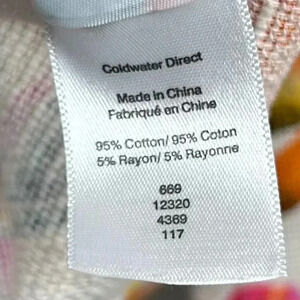 Coldwater Direct
Made in China
Fabriqué en Chine
95% Cotton/ 95% Coton
5% Rayon/ 5% Rayonne
669
12320
4369
117